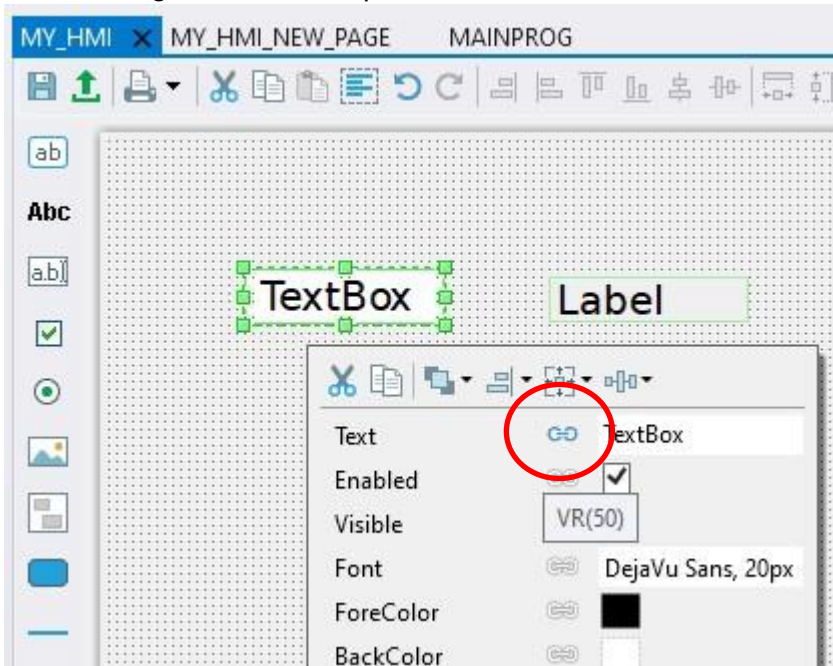 MY_HMI MY_HMI_NEW_PAGE MAINPROG
ab
Abc
a.b
TextBox Label
Text TextBox
Enabled
Visible VR(50)
Font DejaVu Sans, 20px
ForeColor
BackColor